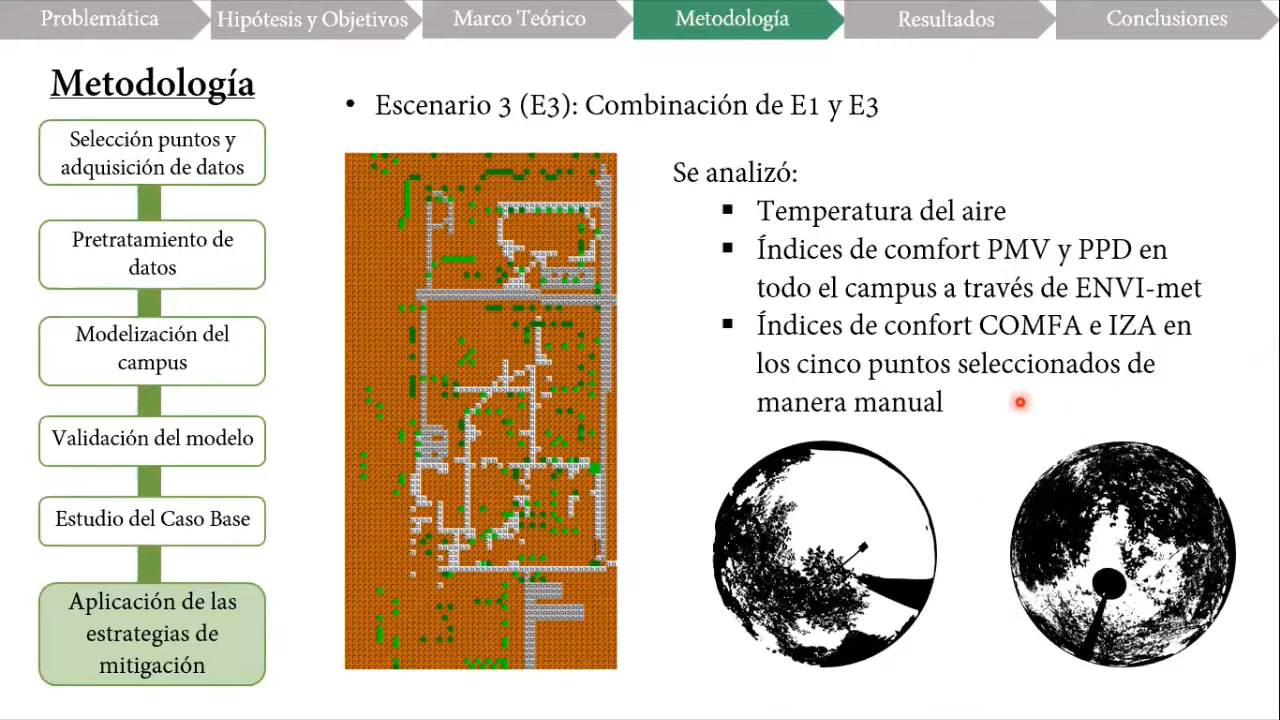 Problemática
Hipótesis y Objetivos
Marco Teórico
Metodología
Resultados
Conclusiones
Metodología
Selección puntos y
adquisición de datos
Pretratamiento de
datos
Modelización del
campus
Validación del modelo
Estudio del Caso Base
Aplicación de las
estrategias de
mitigación
• Escenario 3 (E3): Combinación de E1 y E3
Se analizó:
▪ Temperatura del aire
▪ Índices de comfort PMV y PPD en
todo el campus a través de ENVI-met
▪ Índices de confort COMFA e IZA en
los cinco puntos seleccionados de
manera manual